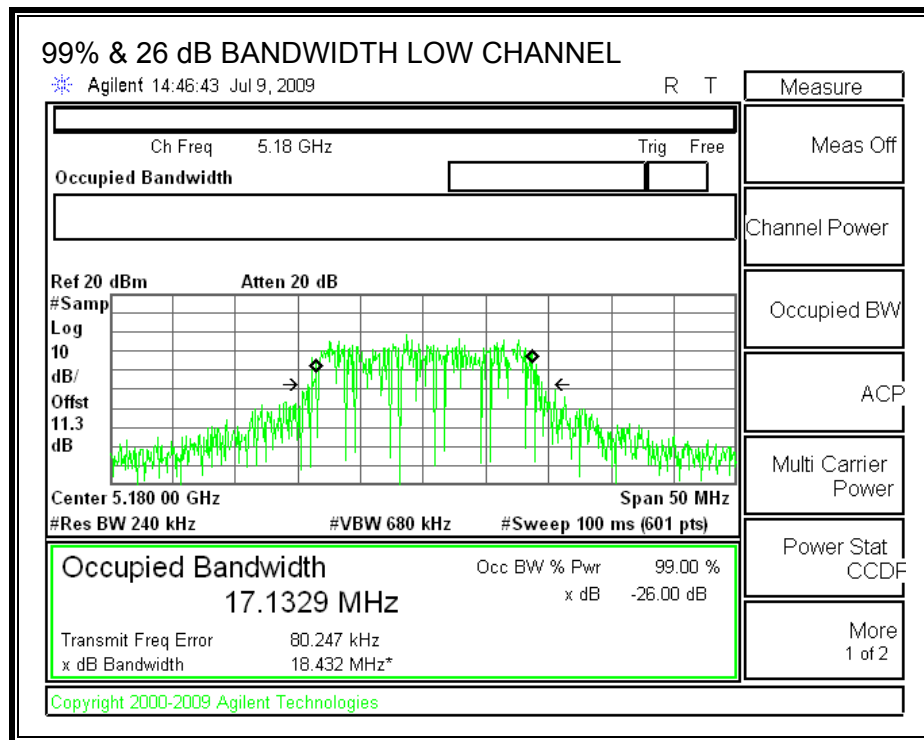 99% & 26 dB BANDWIDTH LOW CHANNEL
Agilent 14:46:43 Jul 9, 2009 R T
Measure
Ch Freq 5.18 GHz Trig Free
Meas Off
Occupied Bandwidth
Channel Power
Ref 20 dBm Atten 20 dB
#Samp
Log
10
dB/
Offst
11.3
dB
Occupied BW
ACP
Center 5.180 00 GHz Span 50 MHz
#Res BW 240 kHz #VBW 680 kHz #Sweep 100 ms (601 pts)
Multi Carrier
Power
Occupied Bandwidth Occ BW % Pwr 99.00 %
17.1329 MHz x dB -26.00 dB
Transmit Freq Error 80.247 kHz
x dB Bandwidth 18.432 MHz*
Power Stat
CCDF
More
1 of 2
Copyright 2000-2009 Agilent Technologies